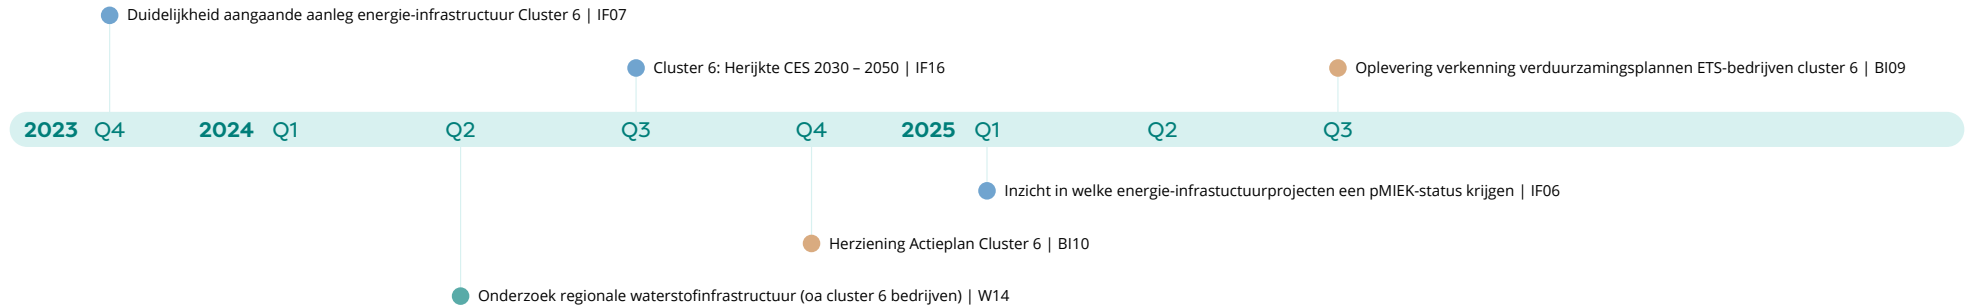 Duidelijkheid aangaande aanleg energie-infrastructuur Cluster 6 | IF07
Cluster 6: Herijkte CES 2030 – 2050 | IF16
Oplevering verkenning verduurzamingsplannen ETS-bedrijven cluster 6 | BI09
2023 Q4 2024 Q1 Q2 Q3 Q4 2025 Q1 Q2 Q3
Inzicht in welke energie-infrastuctuurprojecten een pMIEK-status krijgen | IF06
Herziening Actieplan Cluster 6 | BI10
Onderzoek regionale waterstofinfrastructuur (oa cluster 6 bedrijven) | W14